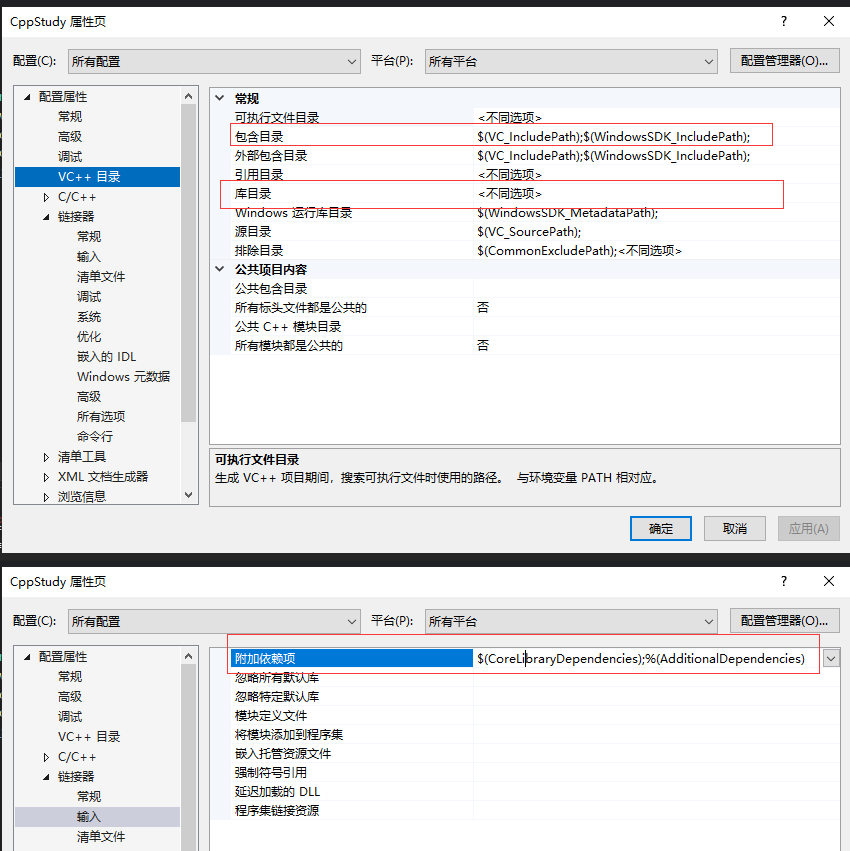 CppStudy 属性页
配置(C): 所有配置 平台(P): 所有平台 配置管理器(O)...
配置属性
常规
高级
调试
VC++ 目录
C/C++
链接器
常规
输入
清单文件
调试
系统
优化
嵌入的 IDL
Windows 元数据
高级
所有选项
命令行
清单工具
XML 文档生成器
浏览信息
常规
可执行文件目录 <不同选项>
包含目录 $(VC_IncludePath);$(WindowsSDK_IncludePath);
外部包含目录 $(VC_IncludePath);$(WindowsSDK_IncludePath);
引用目录 <不同选项>
库目录 <不同选项>
Windows 运行库目录 $(WindowsSDK_MetadataPath);
源目录 $(VC_SourcePath);
排除目录 $(CommonExcludePath);<不同选项>
公共项目内容
公共包含目录
所有标头文件都是公共的 否
公共 C++ 模块目录
所有模块都是公共的 否
可执行文件目录
生成 VC++ 项目期间，搜索可执行文件时使用的路径。 与环境变量 PATH 相对应。
确定 取消 应用(A)
CppStudy 属性页
配置(C): 所有配置 平台(P): 所有平台 配置管理器(O)...
配置属性
常规
高级
调试
VC++ 目录
C/C++
链接器
常规
输入
清单文件
附加依赖项 $(CoreLibraryDependencies);%(AdditionalDependencies)
忽略所有默认库
忽略特定默认库
模块定义文件
将模块添加到程序集
嵌入托管资源文件
强制符号引用
延迟加载的 DLL
程序集链接资源